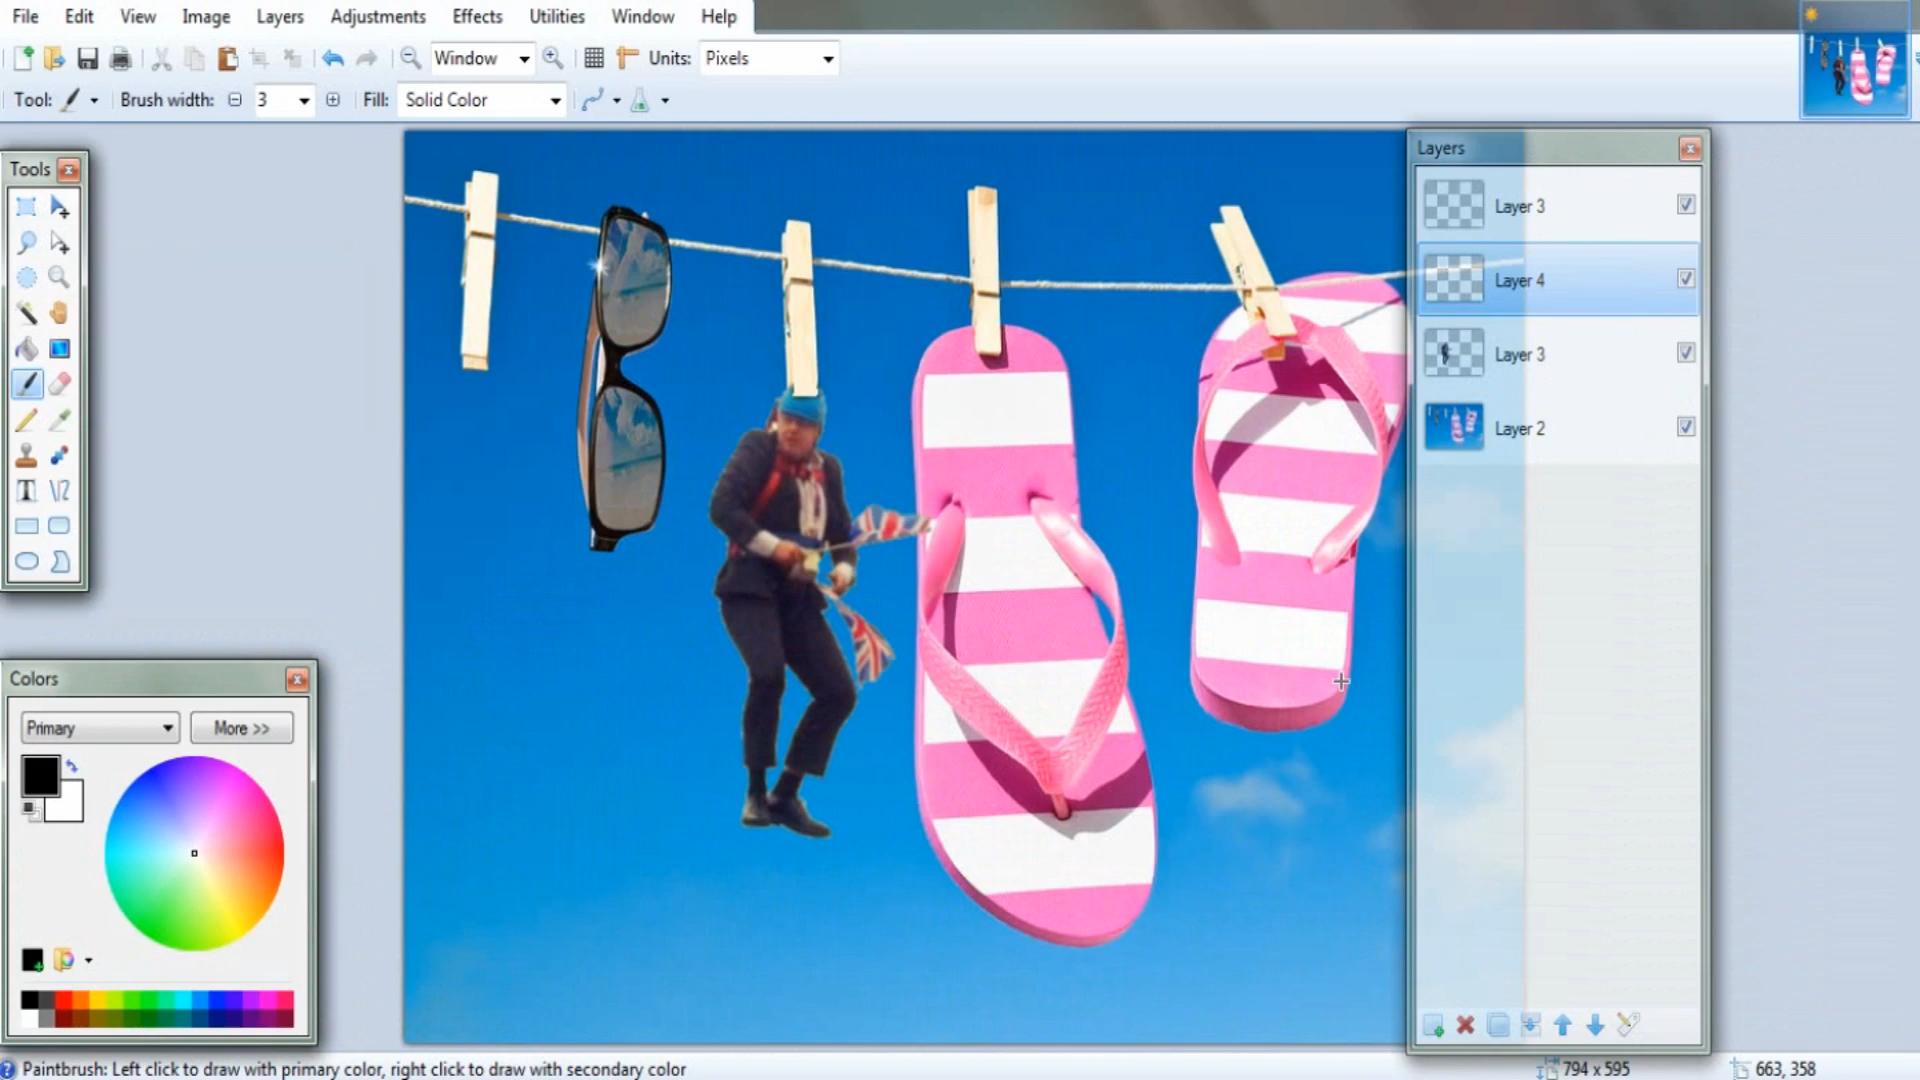 File Edit View Image Layers Adjustments Effects Utilities Window Help
Window Units: Pixels
Tool: Brush width: 3 Fill: Solid Color
Tools
Layers
Layer 3
Layer 4
Layer 3
Layer 2
Colors
Primary More >>
Paintbrush: Left click to draw with primary color, right click to draw with secondary color 794 x 595 663, 358